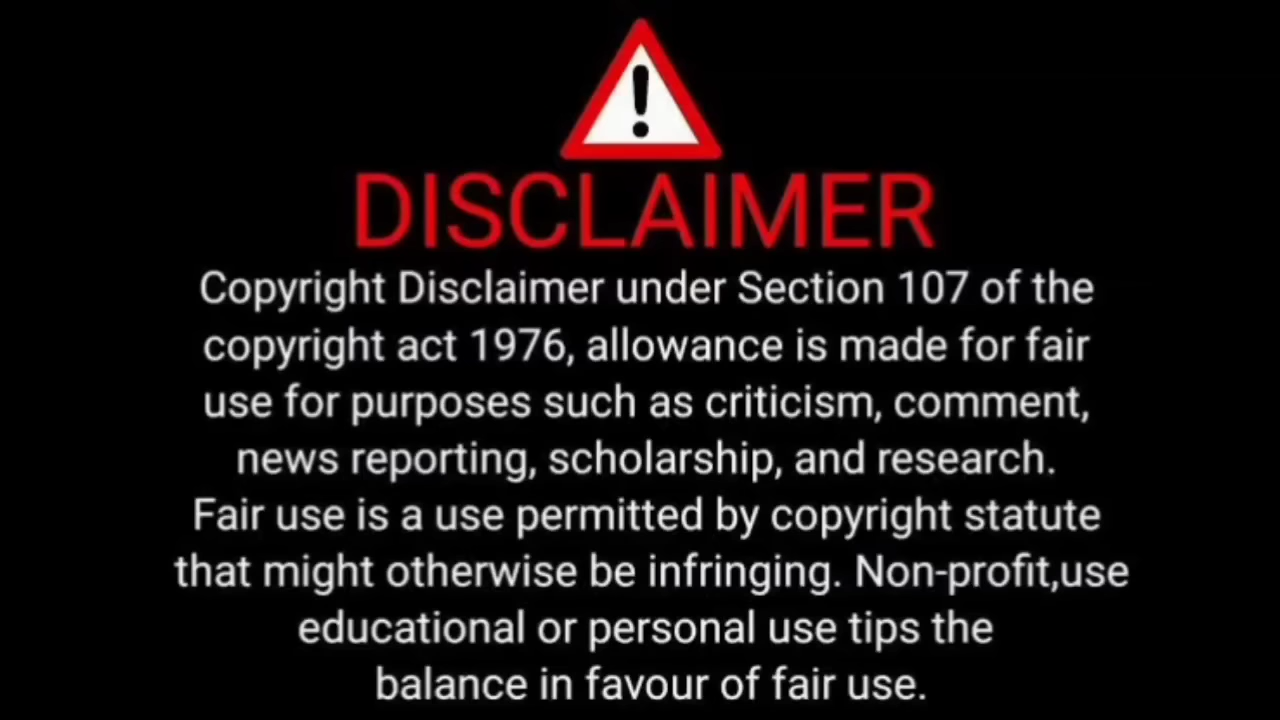 DISCLAIMER
Copyright Disclaimer under Section 107 of the
copyright act 1976, allowance is made for fair
use for purposes such as criticism, comment,
news reporting, scholarship, and research.
Fair use is a use permitted by copyright statute
that might otherwise be infringing. Non-profit,use
educational or personal use tips the
balance in favour of fair use.